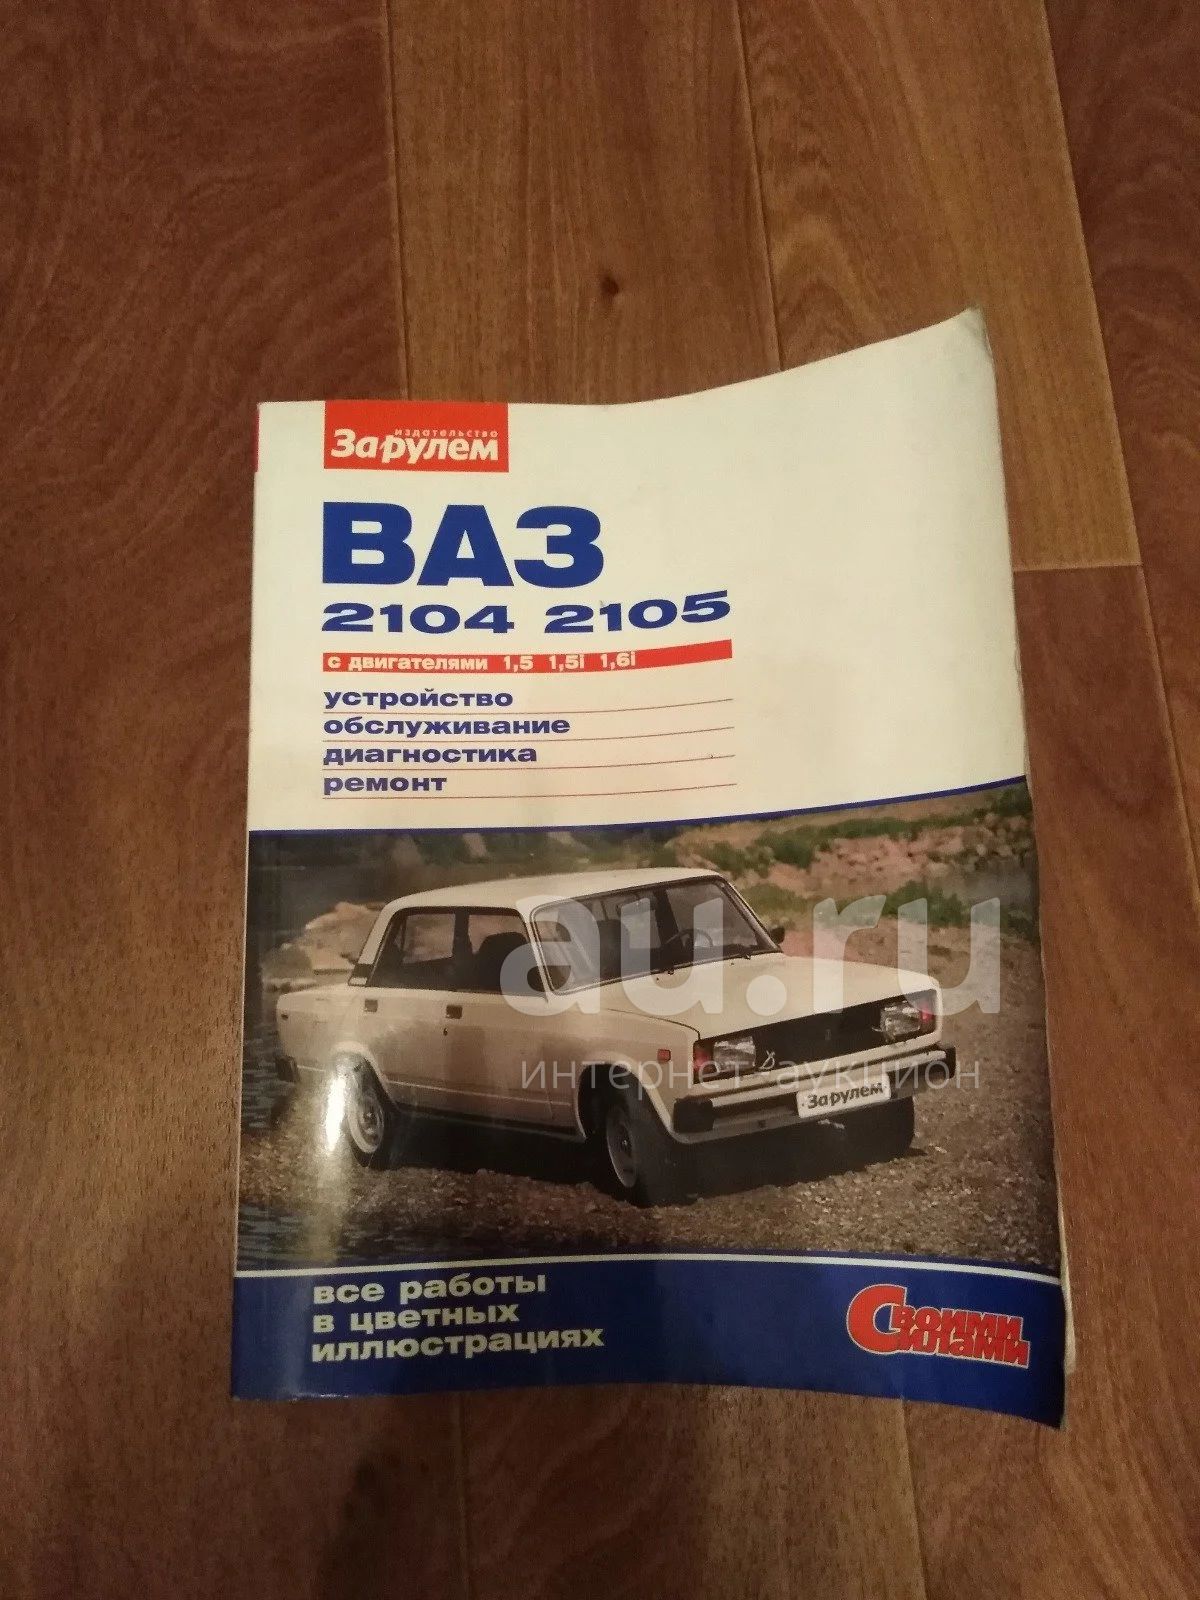 издательство
За рулем
ВАЗ
2104 2105
с двигателями 1,5 1,5i 1,6i
устройство
обслуживание
диагностика
ремонт
au.ru
интернет-аукцион
За рулем
все работы
в цветных
иллюстрациях
Своими
Силами